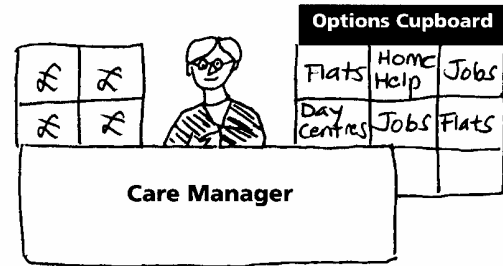 Options Cupboard
£ £
£ £
Flats Home Help Jobs
Day Centres Jobs Flats
Care Manager